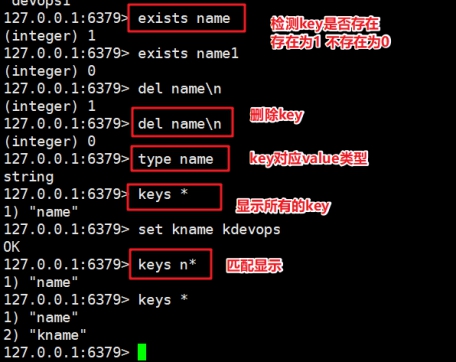 127.0.0.1:6379> exists name
检测key是否存在
存在为1 不存在为0
(integer) 1
127.0.0.1:6379> exists name1
(integer) 0
127.0.0.1:6379> del name\n
(integer) 1
127.0.0.1:6379> del name\n
删除key
(integer) 0
127.0.0.1:6379> type name
key对应value类型
string
127.0.0.1:6379> keys *
显示所有的key
1) "name"
127.0.0.1:6379> set kname kdevops
OK
127.0.0.1:6379> keys n*
匹配显示
1) "name"
127.0.0.1:6379> keys *
1) "name"
2) "kname"
127.0.0.1:6379>